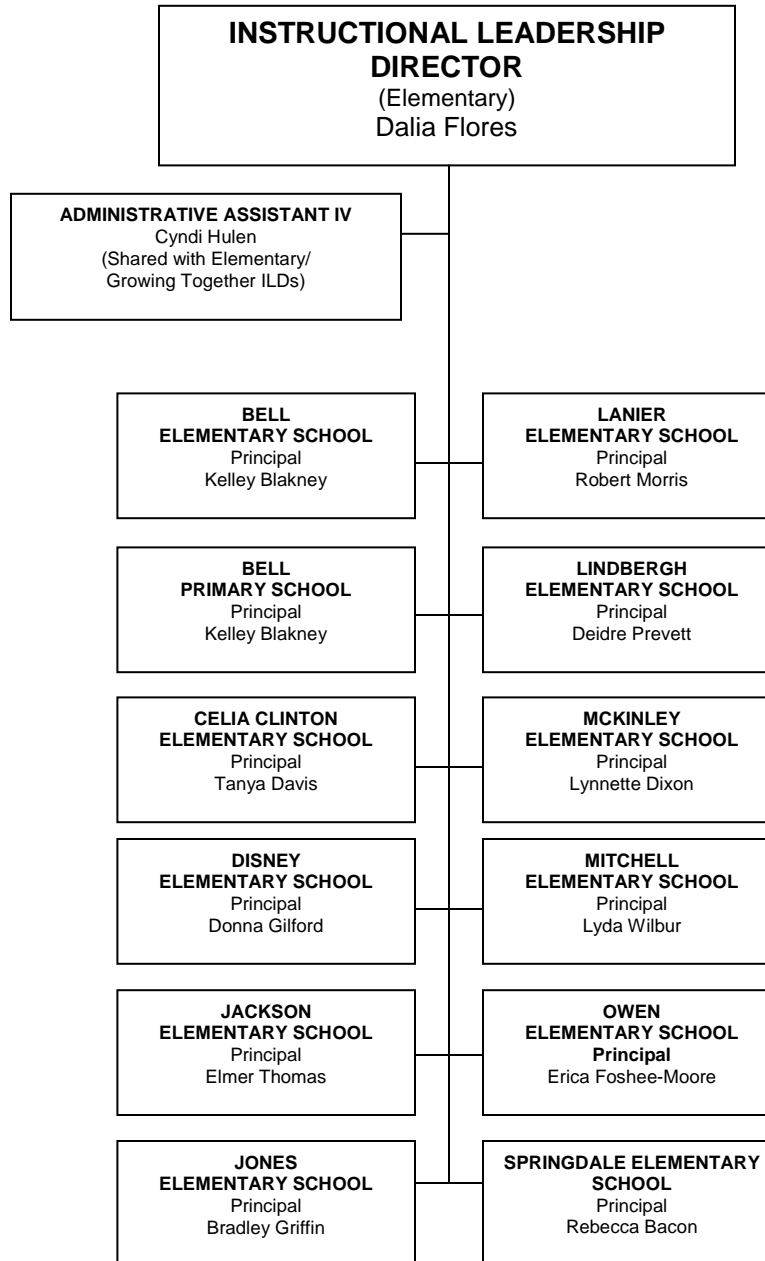 INSTRUCTIONAL LEADERSHIP
DIRECTOR
(Elementary)
Dalia Flores
ADMINISTRATIVE ASSISTANT IV
Cyndi Hulen
(Shared with Elementary/
Growing Together ILDs)
BELL
ELEMENTARY SCHOOL
Principal
Kelley Blakney
LANIER
ELEMENTARY SCHOOL
Principal
Robert Morris
BELL
PRIMARY SCHOOL
Principal
Kelley Blakney
LINDBERGH
ELEMENTARY SCHOOL
Principal
Deidre Prevett
CELIA CLINTON
ELEMENTARY SCHOOL
Principal
Tanya Davis
MCKINLEY
ELEMENTARY SCHOOL
Principal
Lynnette Dixon
DISNEY
ELEMENTARY SCHOOL
Principal
Donna Gilford
MITCHELL
ELEMENTARY SCHOOL
Principal
Lyda Wilbur
JACKSON
ELEMENTARY SCHOOL
Principal
Elmer Thomas
OWEN
ELEMENTARY SCHOOL
Principal
Erica Foshee-Moore
JONES
ELEMENTARY SCHOOL
Principal
Bradley Griffin
SPRINGDALE ELEMENTARY
SCHOOL
Principal
Rebecca Bacon